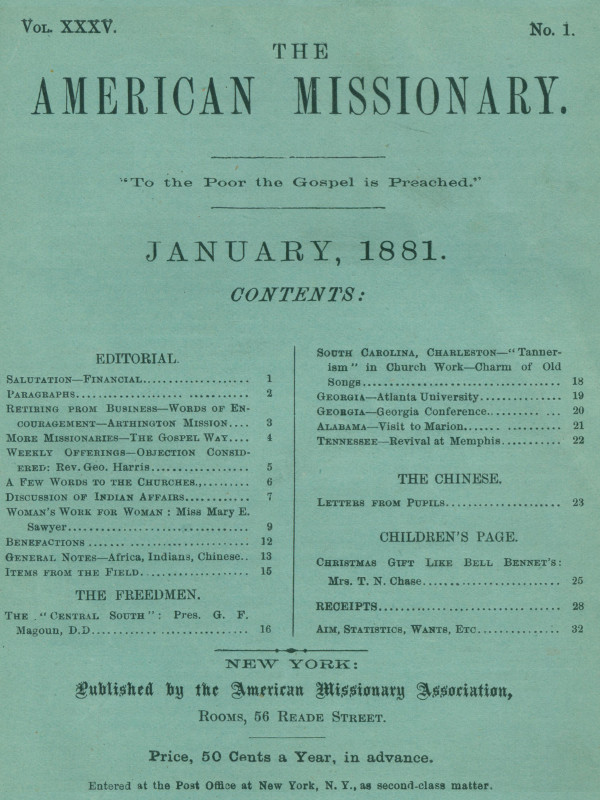 Vol. XXXV.
No. 1.
THE
AMERICAN MISSIONARY.
“To the Poor the Gospel is Preached.”
JANUARY, 1881.
CONTENTS:
EDITORIAL.
Salutation—Financial.................... 1
Paragraphs.................... 2
Retiring from Business—Words of En-
couragement—Arthington Mission.... 3
More Missionaries—The Gospel Way.... 4
Weekly Offerings—Objection Consid-
ered: Rev. Geo. Harris.................. 5
A Few Words to the Churches.,........ 6
Discussion of Indian Affairs............ 7
Woman's Work for Woman: Miss Mary E.
Sawyer................................ 9
Benefactions .............................. 12
General Notes—Africa, Indians, Chinese.. 13
Items from the Field..................... 15
THE FREEDMEN.
The “Central South”: Pres. G. F.
Magoun, D.D............................ 16
South Carolina, Charleston—“Tanner-
ism” in Church Work—Charm of Old
Songs.................................... 18
Georgia—Atlanta University.............. 19
Georgia—Georgia Conference............ 20
Alabama—Visit to Marion................. 21
Tennessee—Revival at Memphis........... 22
THE CHINESE.
Letters from Pupils...................... 23
CHILDREN'S PAGE.
Christmas Gift Like Bell Bennet's:
Mrs. T. N. Chase......................... 25
RECEIPTS.................................. 28
Aim, Statistics, Wants, Etc............... 32
NEW YORK:
Published by the American Missionary Association,
Rooms, 56 Reade Street.
Price, 50 Cents a Year, in advance.
Entered at the Post Office at New York, N. Y., as second-class matter.